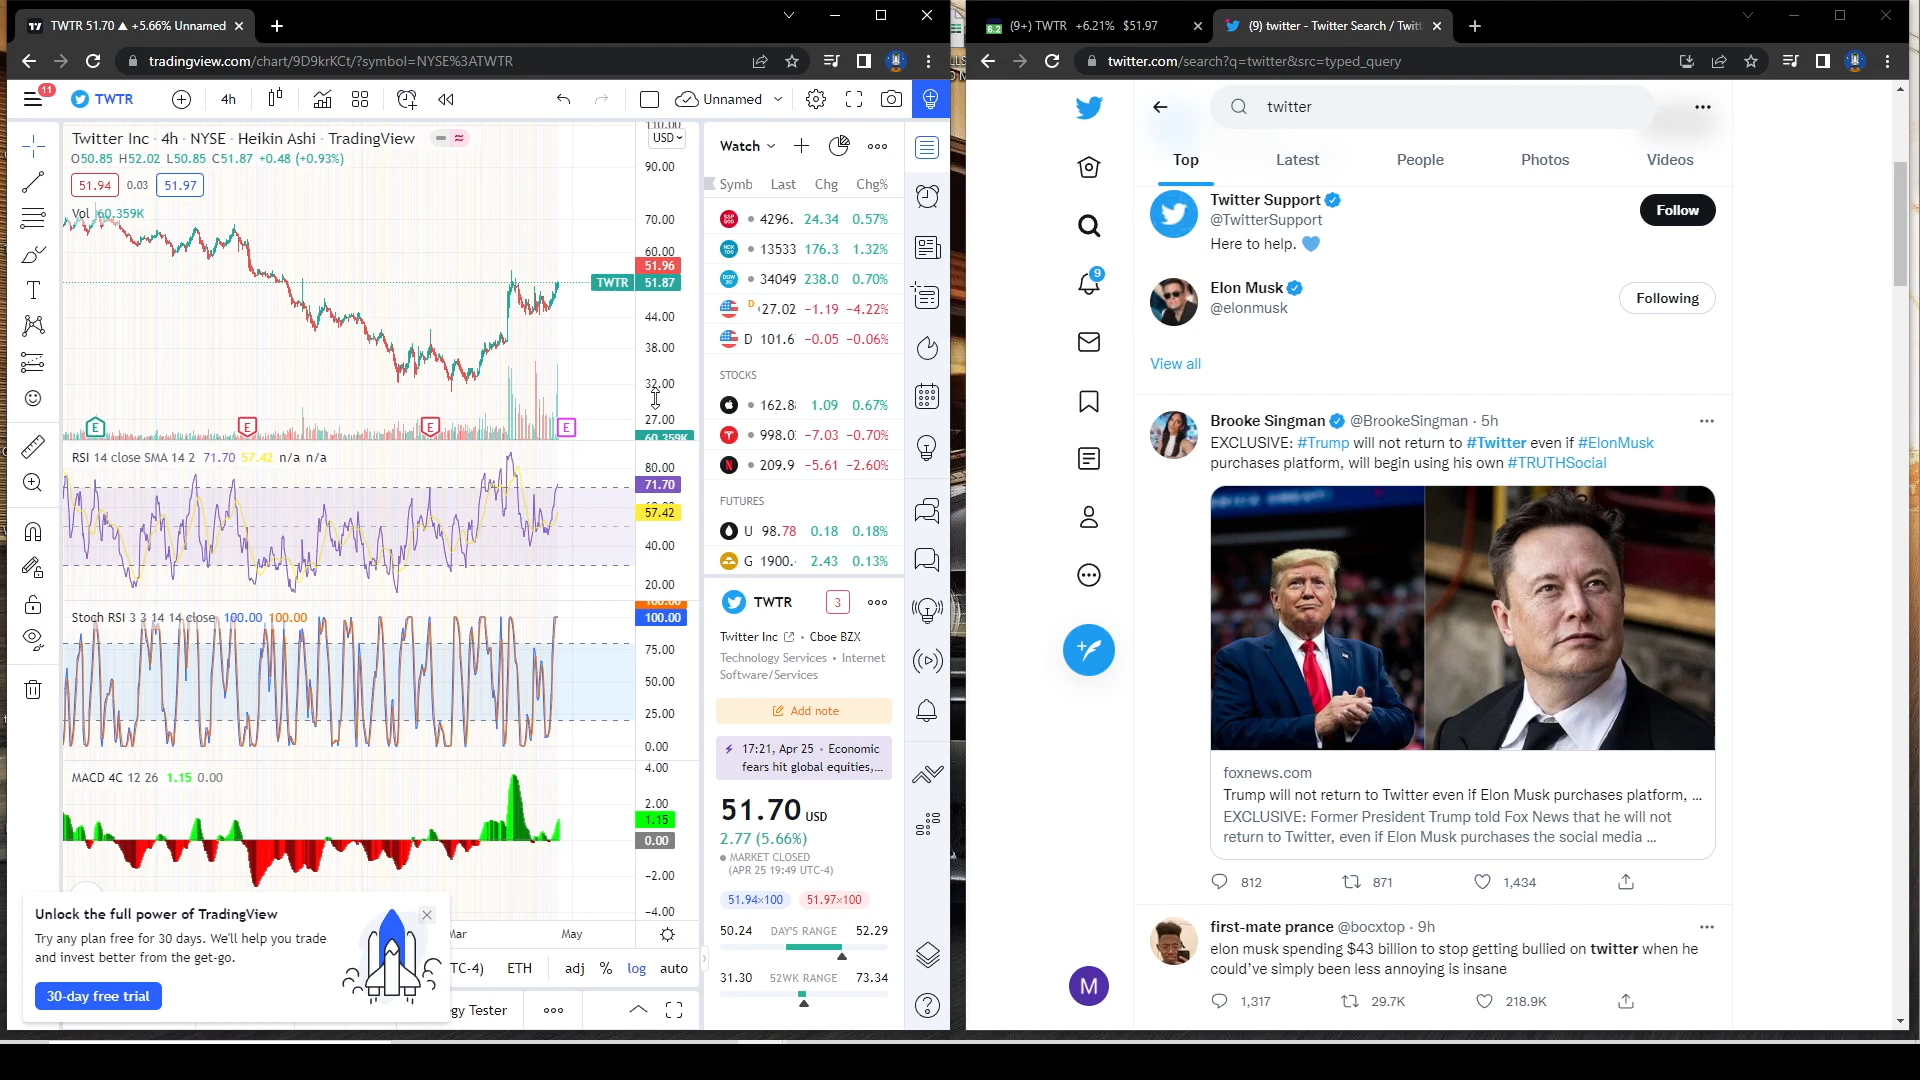 TWTR 51.70 ▲ +5.66% Unnamed
tradingview.com/chart/9D9krKCt/?symbol=NYSE%3ATWTR
11
TWTR
4h
Unnamed
Twitter Inc · 4h · NYSE · Heikin Ashi · TradingView
O50.85 H52.02 L50.85 C51.87 +0.48 (+0.93%)
51.94
0.03
51.97
Vol 60.359K
110.00
USD
90.00
70.00
60.00
51.96
TWTR
51.87
44.00
38.00
32.00
27.00
60.359K
E
E
E
E
RSI 14 close SMA 14 2 71.70 57.42 n/a n/a
80.00
71.70
57.42
40.00
20.00
Stoch RSI 3 3 14 14 close 100.00 100.00
100.00
100.00
75.00
50.00
25.00
0.00
MACD 4C 12 26 1.15 0.00
4.00
2.00
1.15
0.00
−2.00
−4.00
Mar
May
Unlock the full power of TradingView
Try any plan free for 30 days. We'll help you trade
and invest better from the get-go.
30-day free trial
TC-4)
ETH
adj
%
log
auto
gy Tester
Watch
Symb Last Chg Chg%
4296. 24.34 0.57%
13533 176.3 1.32%
34049 238.0 0.70%
D 27.02 −1.19 −4.22%
D 101.6 −0.05 −0.06%
STOCKS
162.8 1.09 0.67%
998.0 −7.03 −0.70%
209.9 −5.61 −2.60%
FUTURES
U 98.78 0.18 0.18%
G 1900. 2.43 0.13%
TWTR
3
Twitter Inc • Cboe BZX
Technology Services • Internet
Software/Services
Add note
17:21, Apr 25 • Economic
fears hit global equities,...
51.70 USD
2.77 (5.66%)
● MARKET CLOSED
(APR 25 19:49 UTC-4)
51.94×100
51.97×100
50.24 DAY'S RANGE 52.29
31.30 52WK RANGE 73.34
6.2
(9+) TWTR +6.21% $51.97
(9) twitter - Twitter Search / Twitt
twitter.com/search?q=twitter&src=typed_query
9
M
twitter
Top
Latest
People
Photos
Videos
Twitter Support
@TwitterSupport
Here to help. 💙
Follow
Elon Musk
@elonmusk
Following
View all
Brooke Singman @BrookeSingman · 5h
EXCLUSIVE: #Trump will not return to #Twitter even if #ElonMusk
purchases platform, will begin using his own #TRUTHSocial
foxnews.com
Trump will not return to Twitter even if Elon Musk purchases platform, ...
EXCLUSIVE: Former President Trump told Fox News that he will not
return to Twitter, even if Elon Musk purchases the social media ...
812
871
1,434
first-mate prance @bocxtop · 9h
elon musk spending $43 billion to stop getting bullied on twitter when he
could've simply been less annoying is insane
1,317
29.7K
218.9K